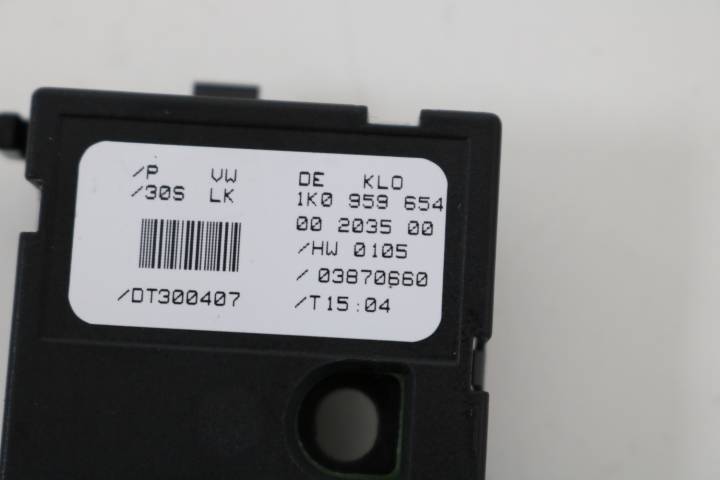 /P VW DE KLO
/30S LK 1K0 959 654
00 2035 00
/HW 0105
/03870660
/DT300407 /T15:04